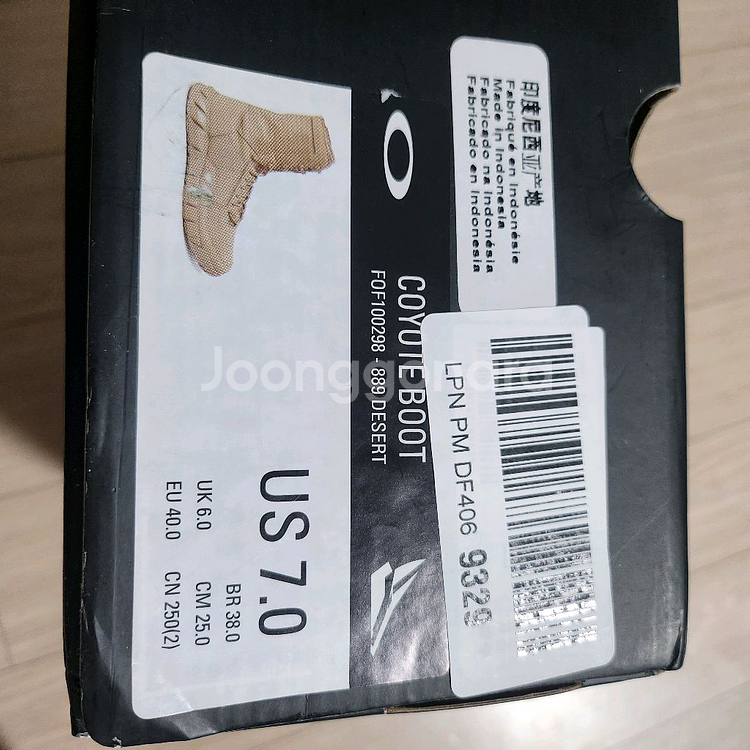 印度尼西亚产地
Fabriqué en Indonésie
Made in Indonesia
Fabricado na Indonésia
Fabricado en Indonesia
COYOTE BOOT
FOF100298 - 889 DESERT
LPN PM DF406 9329
US 7.0
BR 38.0
UK 6.0 CM 25.0
EU 40.0 CN 250(2)
Joonggonara